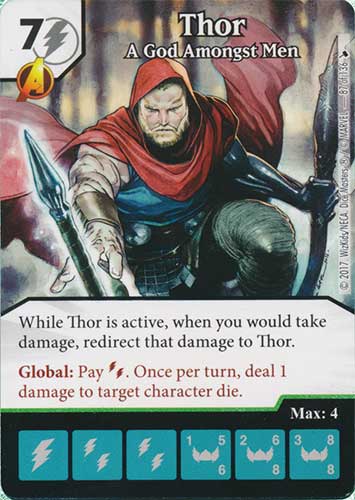 7
Thor
A God Amongst Men
While Thor is active, when you would take
damage, redirect that damage to Thor.
Global: Pay . Once per turn, deal 1
damage to target character die.
Max: 4
1 5 6
2 6 8
3 8 8
© 2017. WizKids/NECA. Dice Masters ® / © MARVEL